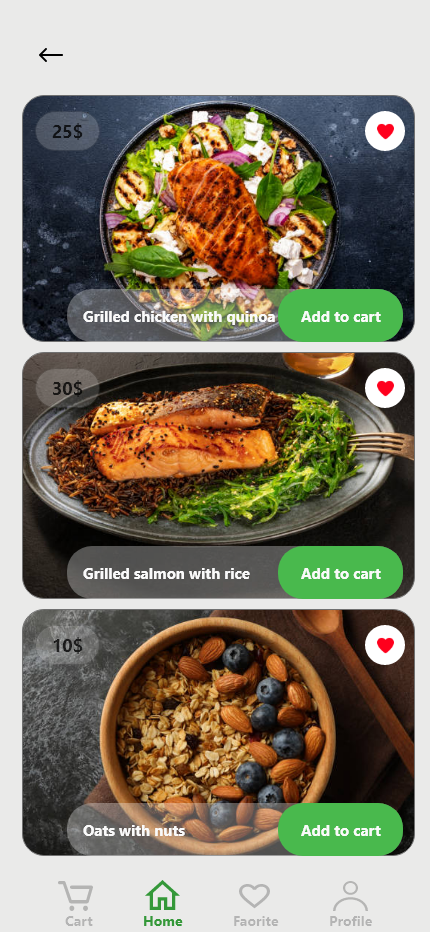 25$
Grilled chicken with quinoa Add to cart
30$
Grilled salmon with rice Add to cart
10$
Oats with nuts Add to cart
Cart Home Faorite Profile